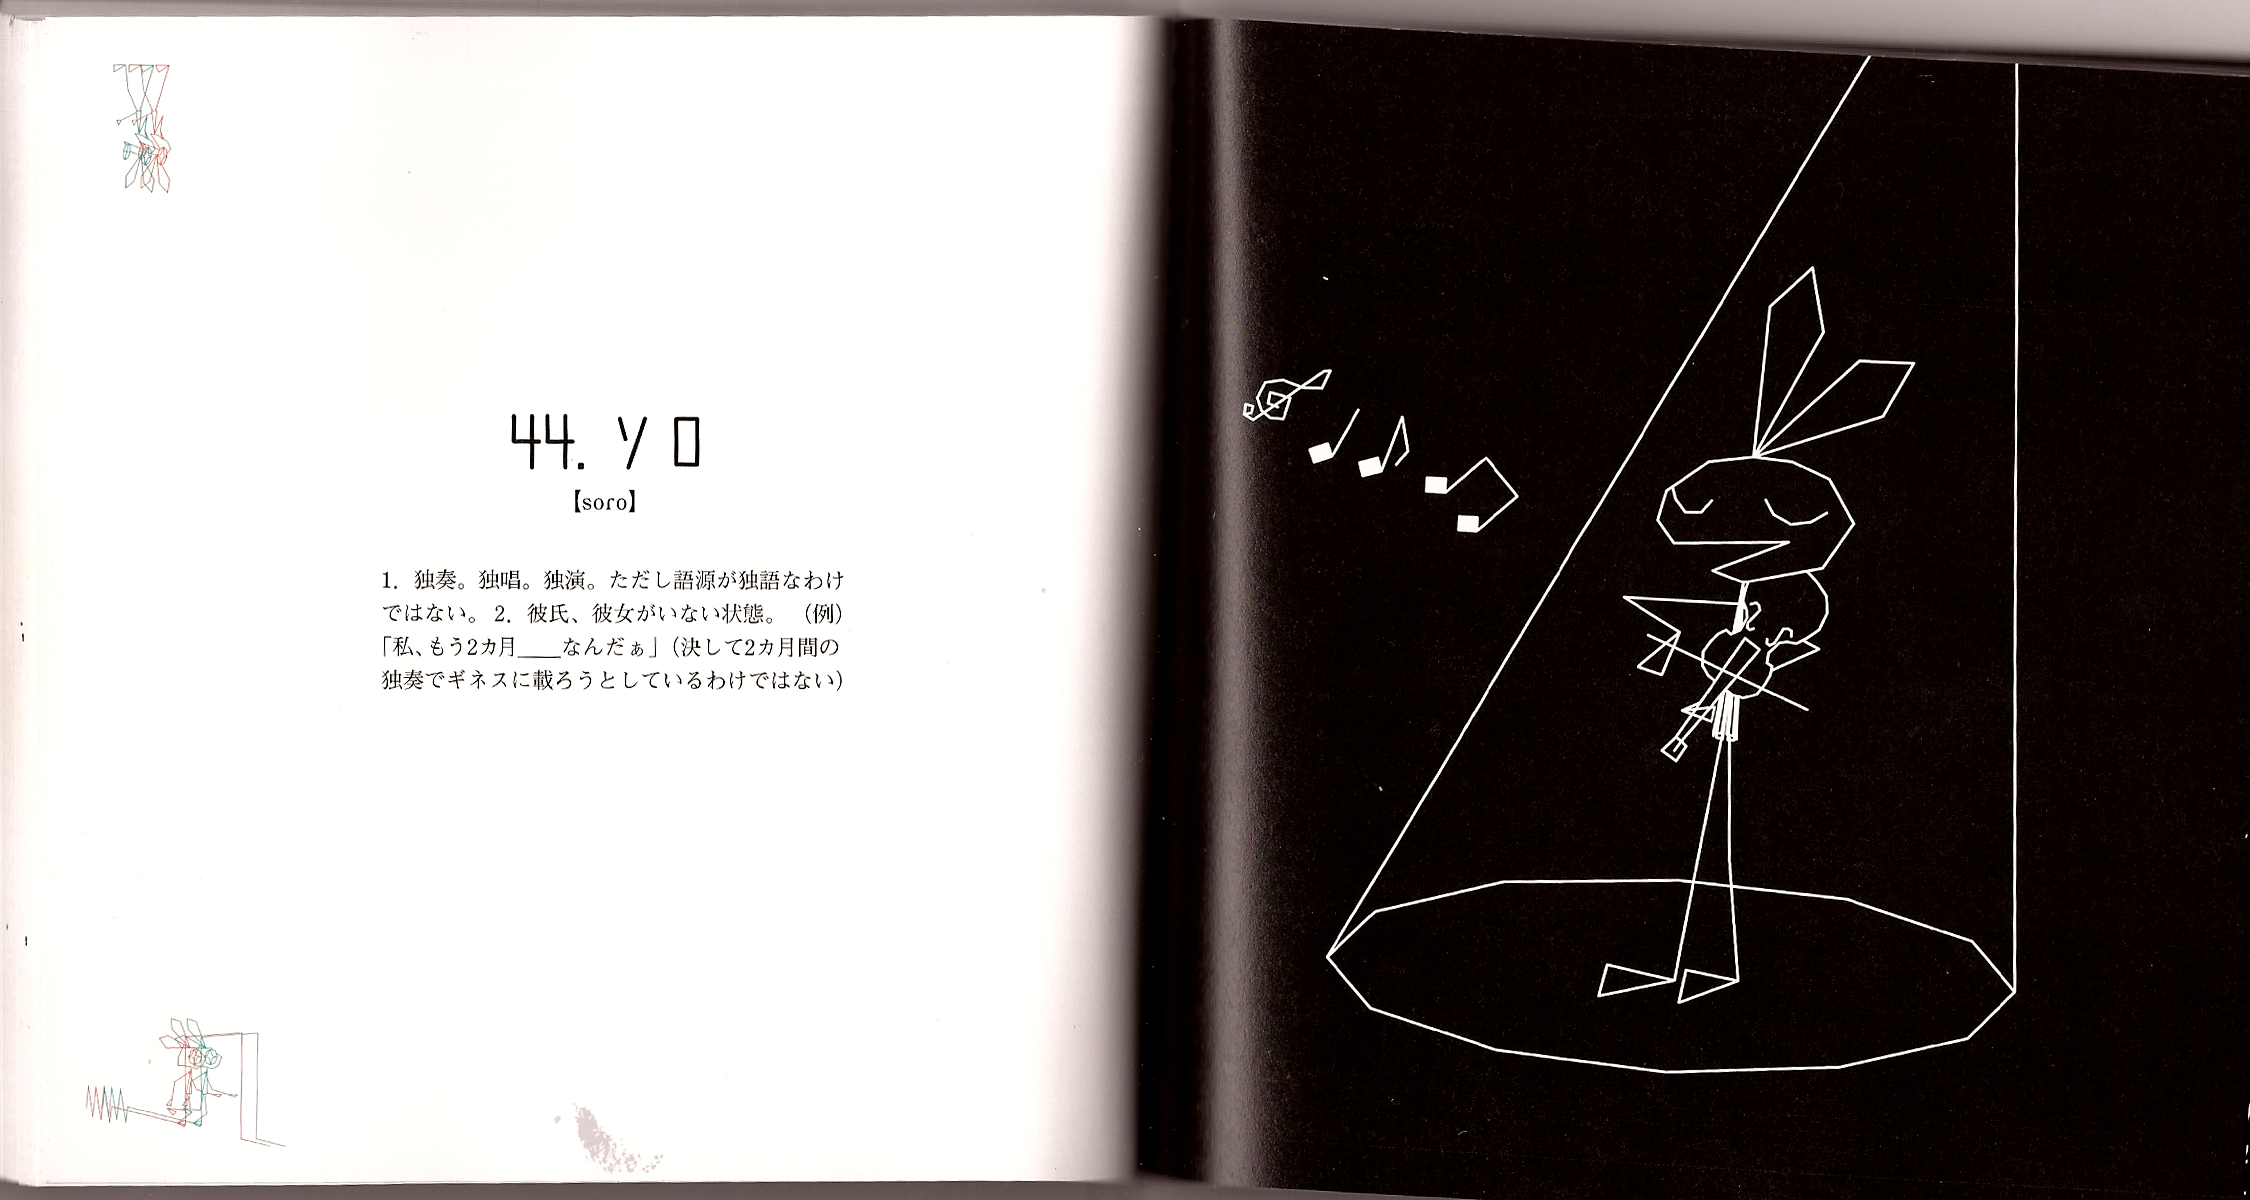 44. ソロ
【soro】
1. 独奏。独唱。独演。ただし語源が独語なわけ
ではない。2. 彼氏、彼女がいない状態。（例）
「私、もう2カ月___なんだぁ」（決して2カ月間の
独奏でギネスに載ろうとしているわけではない）